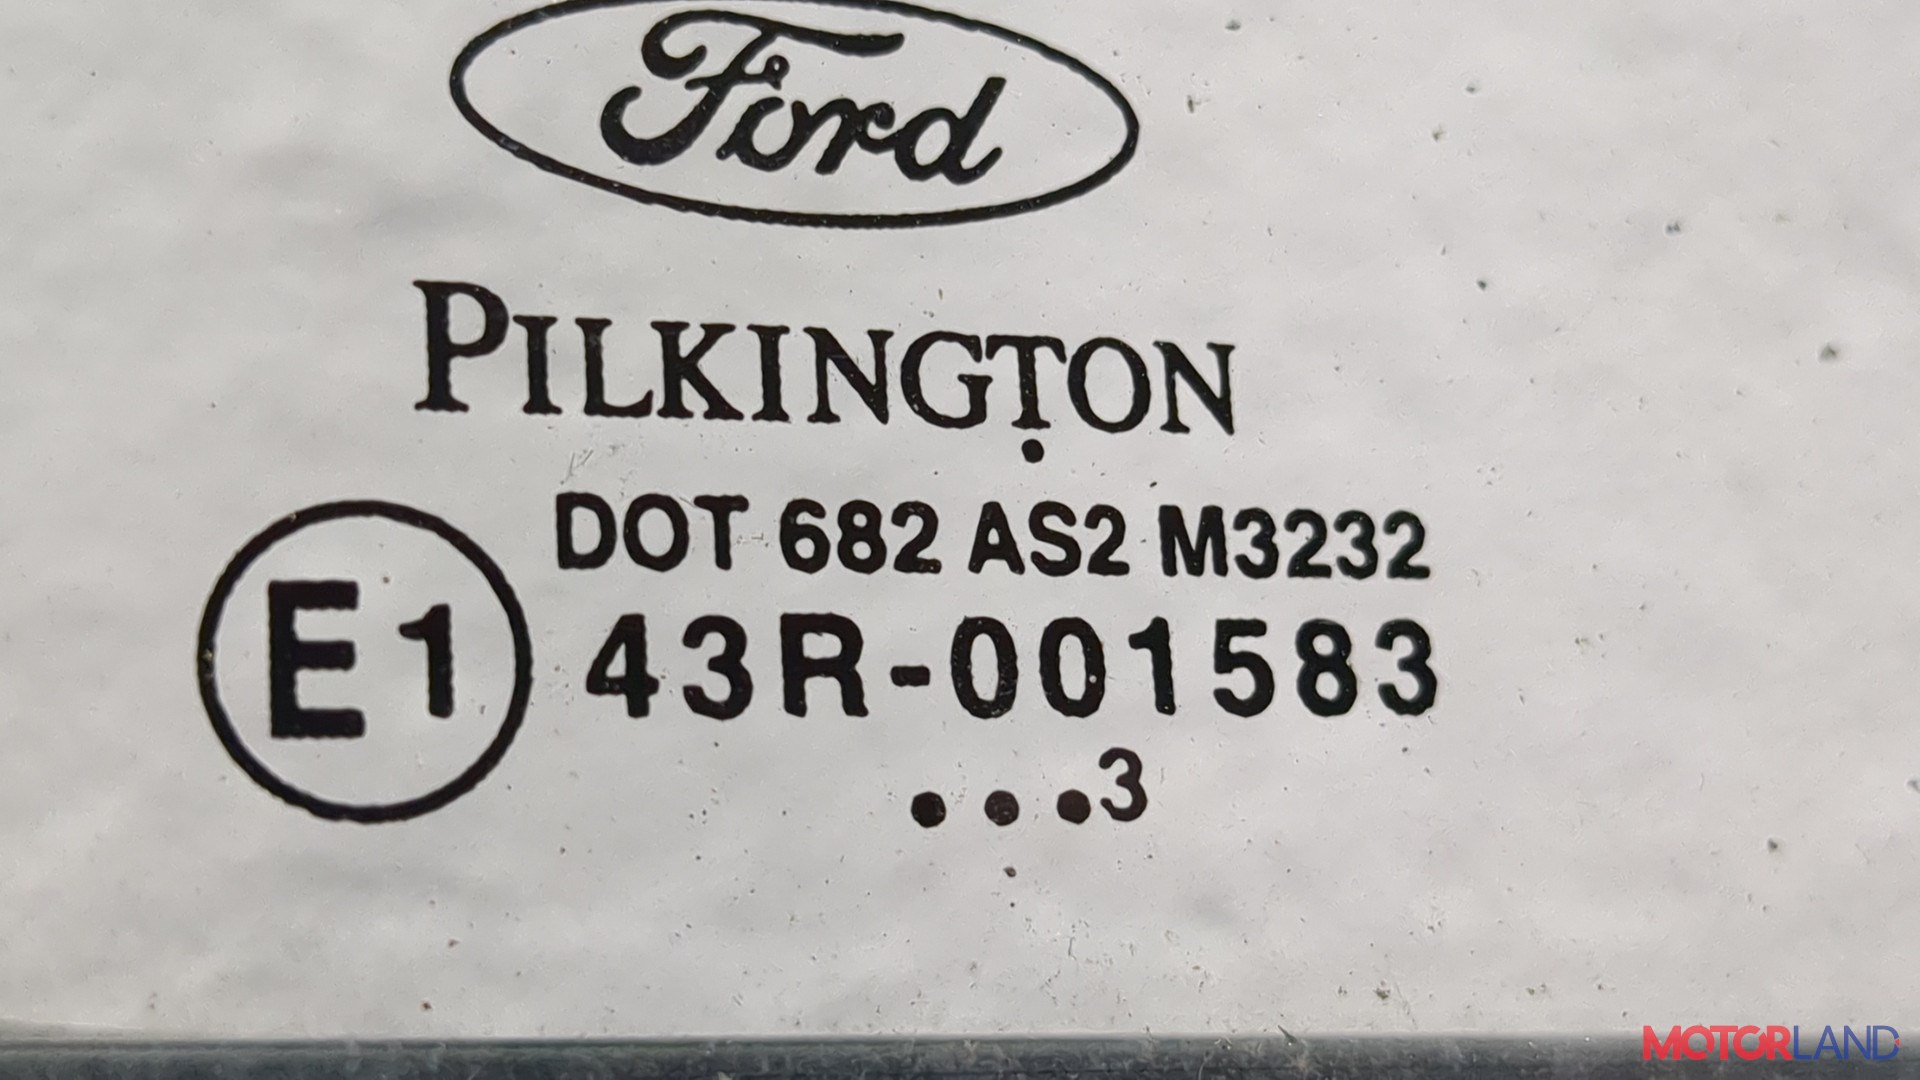 Ford
PILKINGTON
DOT 682 AS2 M3232
E1 43R-001583
...3
MOTORLAND